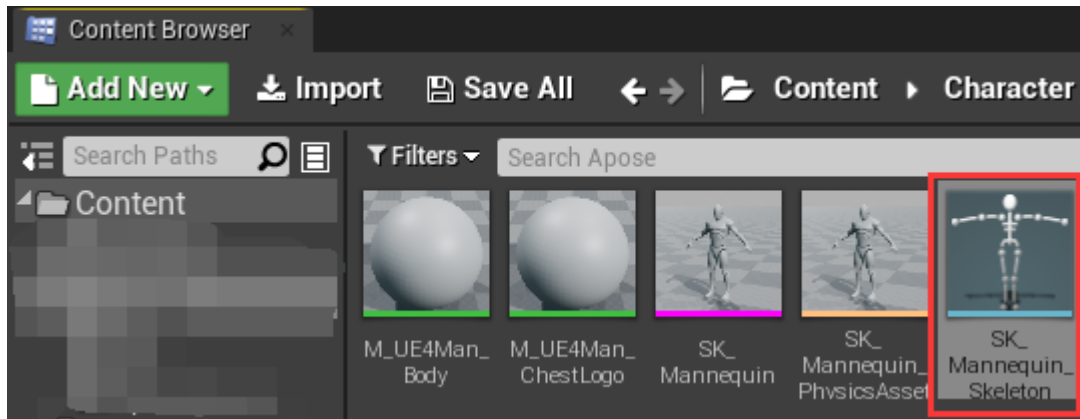 Content Browser
Add New Import Save All Content Character
Search Paths Filters Search Apose
Content
M_UE4Man_
Body
M_UE4Man_
ChestLogo
SK_
Mannequin
SK_
Mannequin_
PhysicsAsset
SK_
Mannequin_
Skeleton